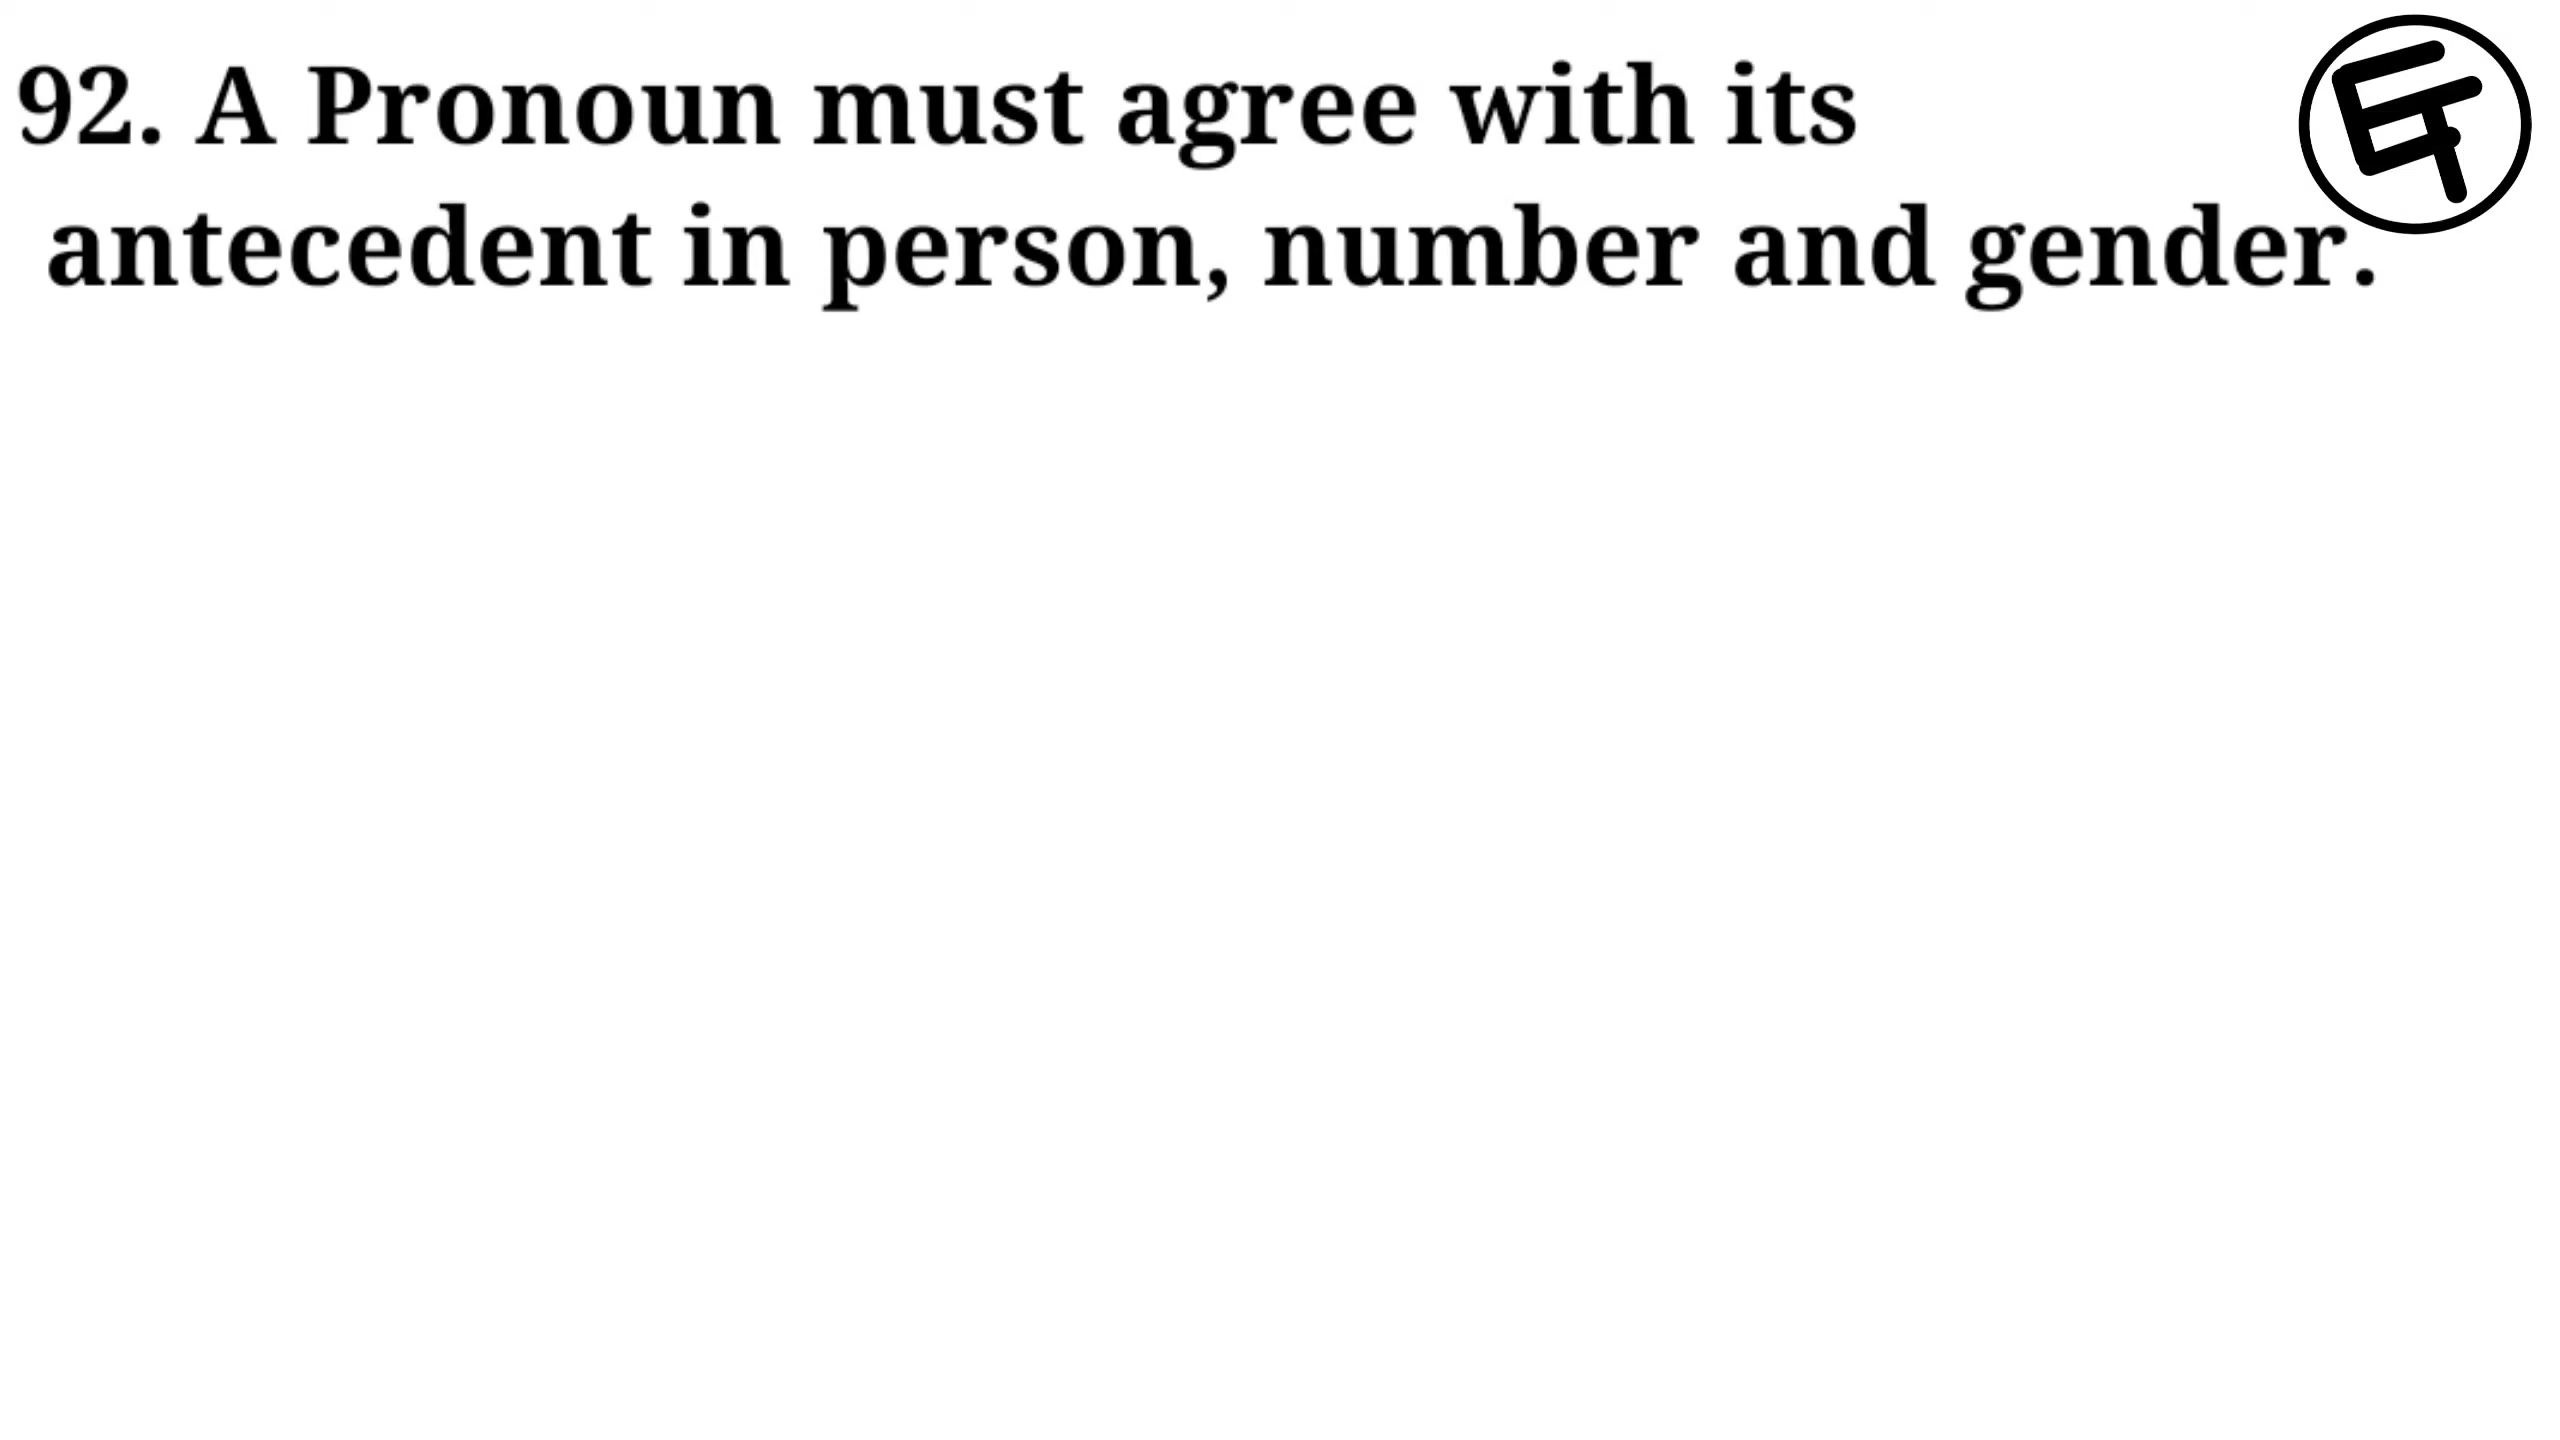 92. A Pronoun must agree with its
antecedent in person, number and gender.